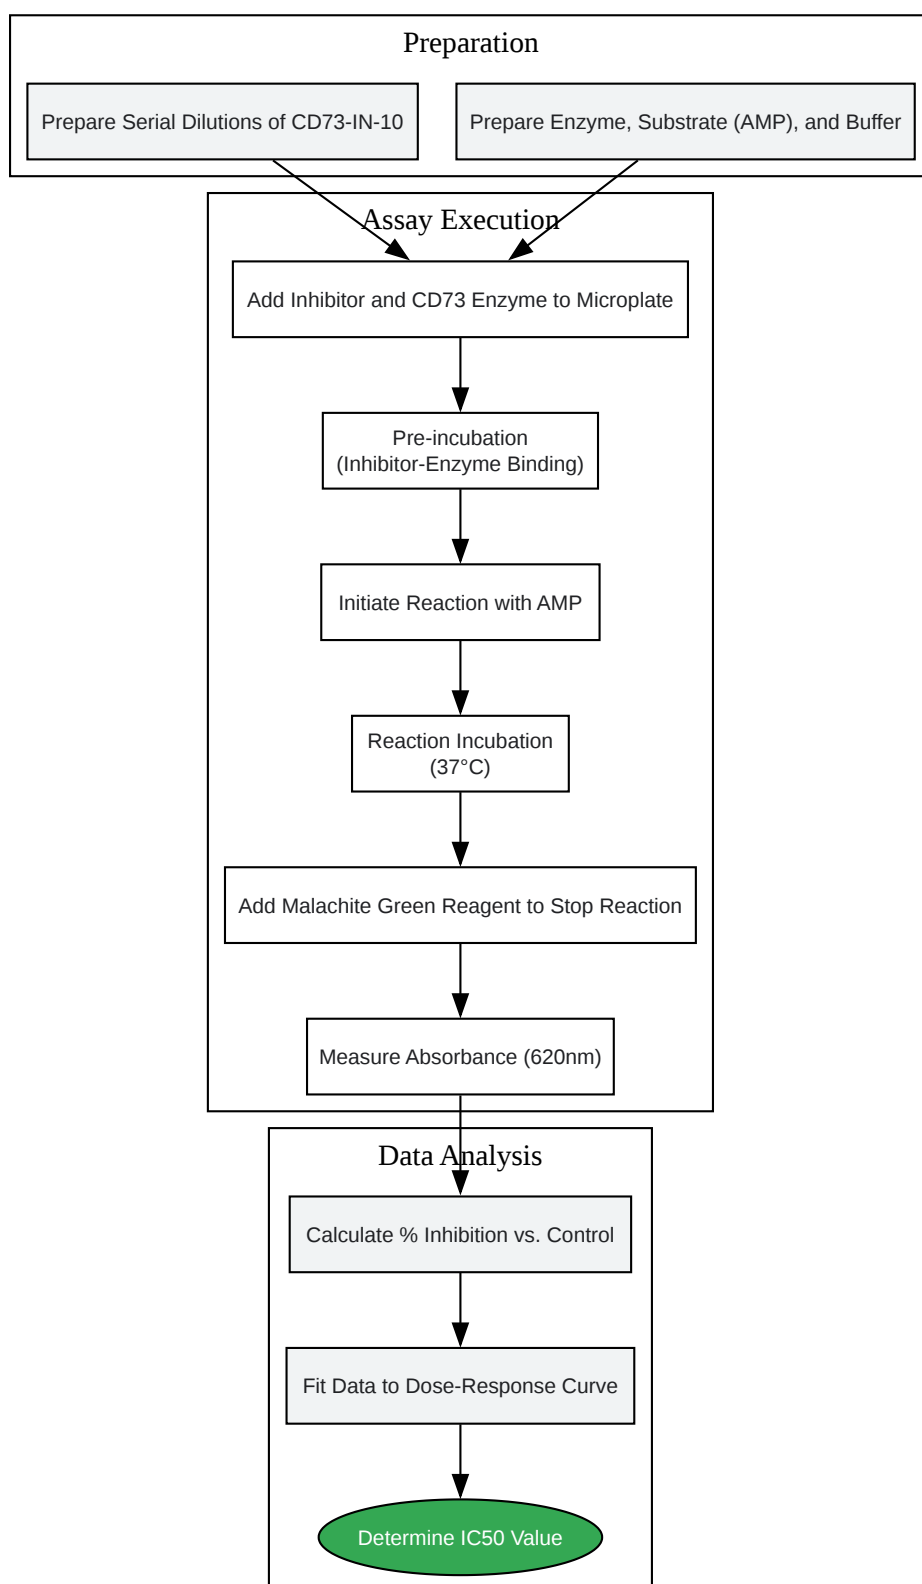 Preparation
Prepare Serial Dilutions of CD73-IN-10
Prepare Enzyme, Substrate (AMP), and Buffer
Assay Execution
Add Inhibitor and CD73 Enzyme to Microplate
Pre-incubation
(Inhibitor-Enzyme Binding)
Initiate Reaction with AMP
Reaction Incubation
(37°C)
Add Malachite Green Reagent to Stop Reaction
Measure Absorbance (620nm)
Data Analysis
Calculate % Inhibition vs. Control
Fit Data to Dose-Response Curve
Determine IC50 Value